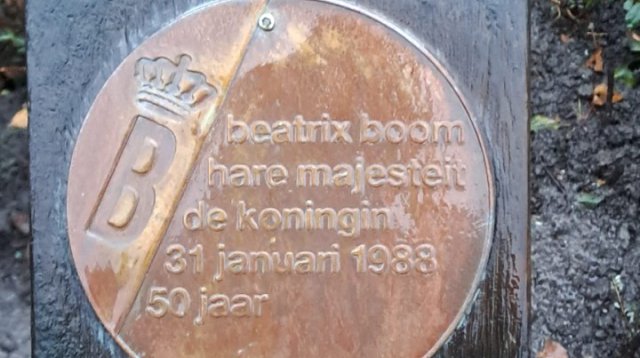 B
beatrix boom
hare majesteit
de koningin
31 januari 1988
50 jaar